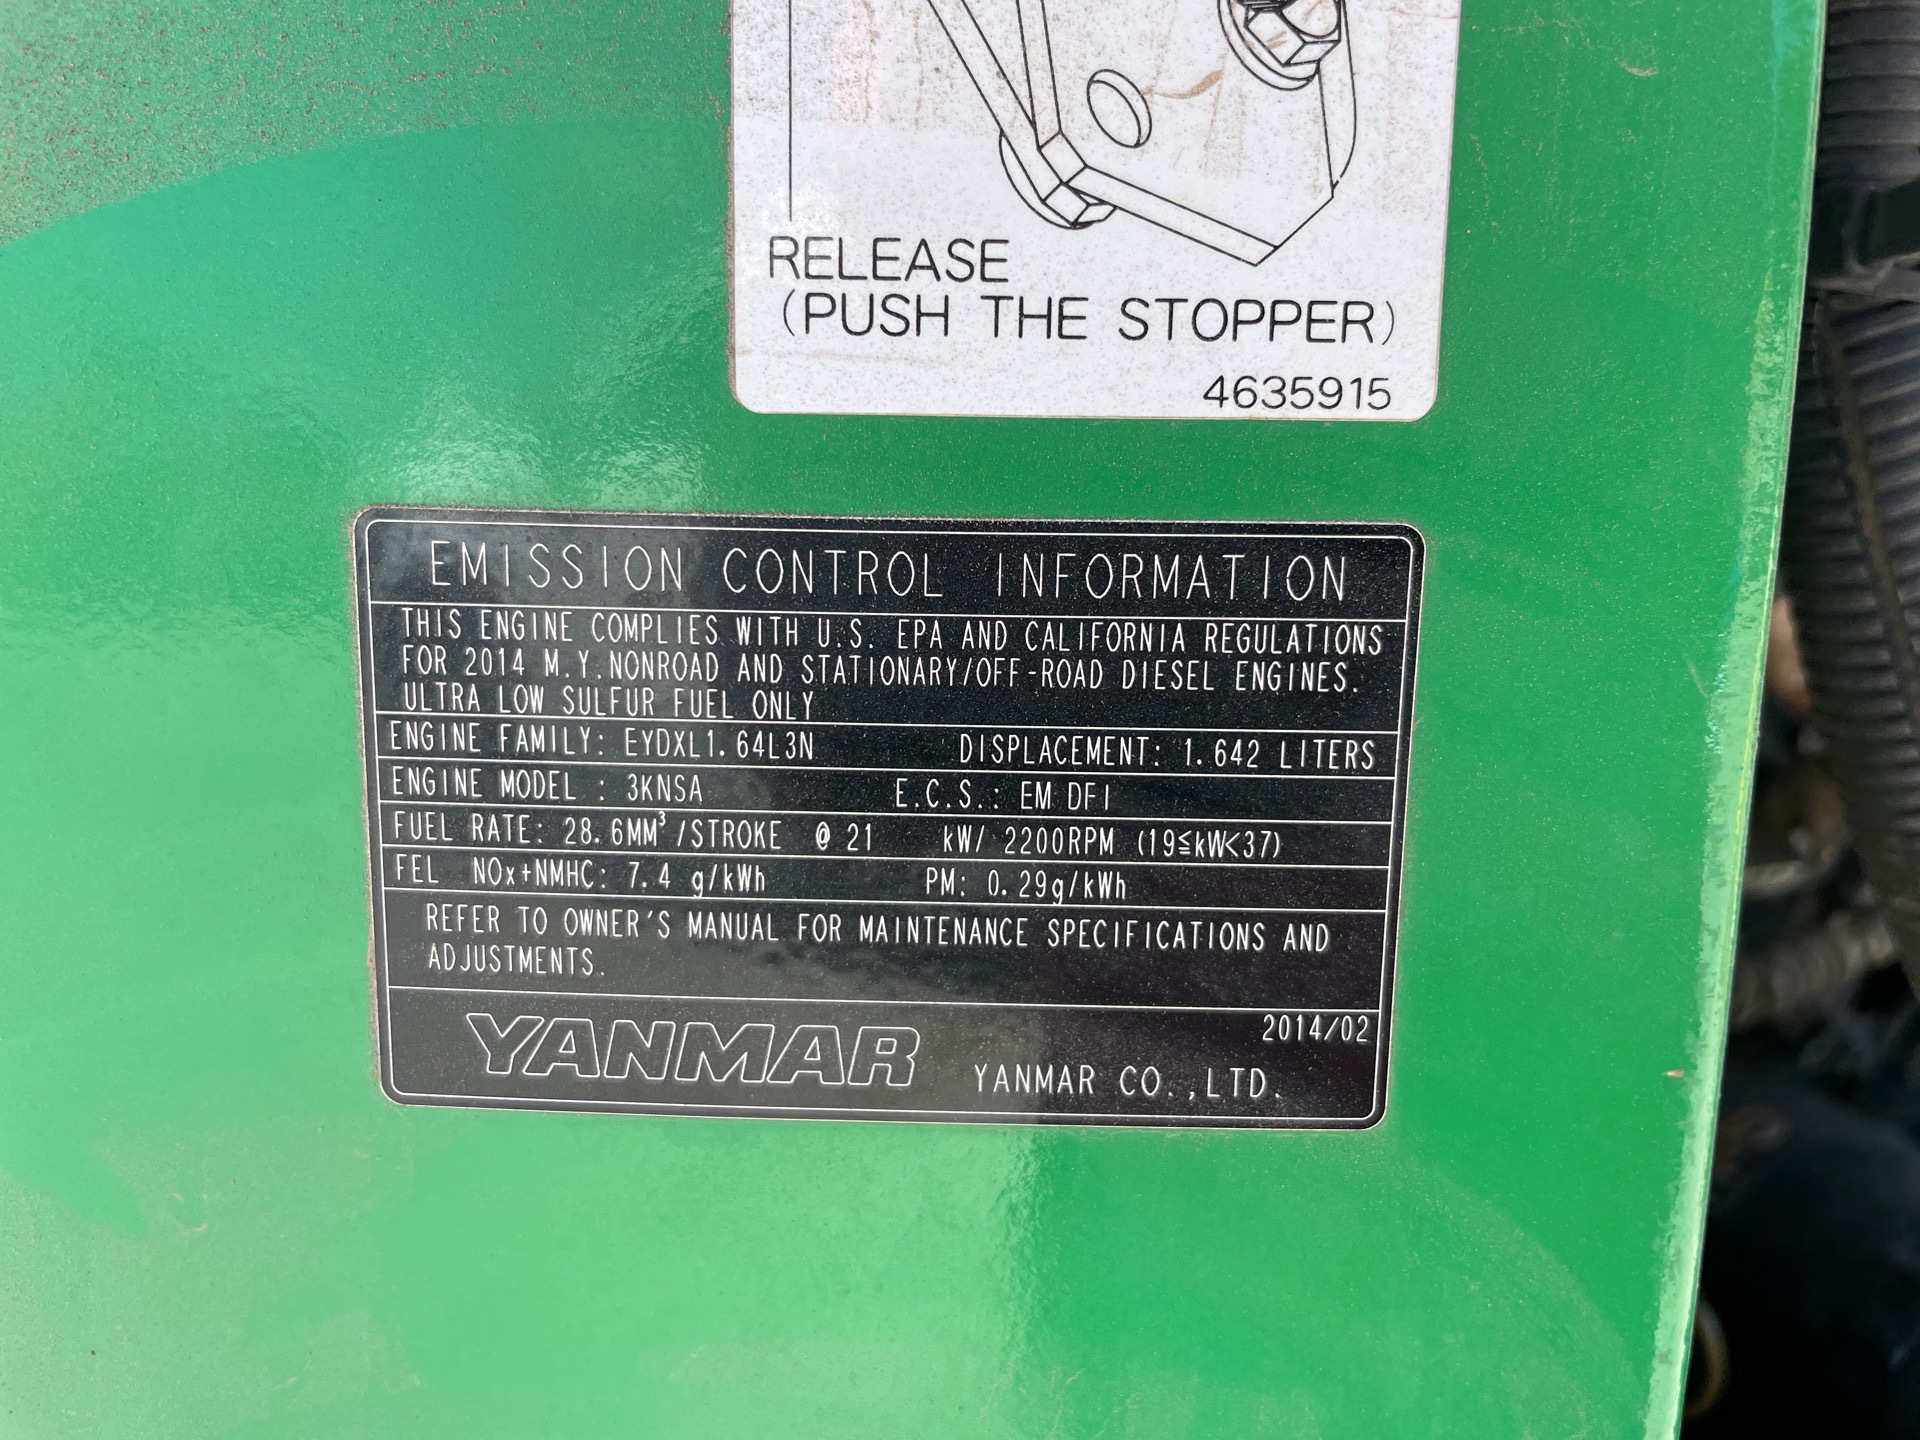 RELEASE
(PUSH THE STOPPER)
4635915
EMISSION CONTROL INFORMATION
THIS ENGINE COMPLIES WITH U.S. EPA AND CALIFORNIA REGULATIONS
FOR 2014 M.Y.NONROAD AND STATIONARY/OFF-ROAD DIESEL ENGINES.
ULTRA LOW SULFUR FUEL ONLY
ENGINE FAMILY: EYDXL1.64L3N DISPLACEMENT: 1.642 LITERS
ENGINE MODEL : 3KNSA E.C.S.: EM DFI
FUEL RATE: 28.6MM³/STROKE @ 21 kW/ 2200RPM (19≦kW<37)
FEL NOx+NMHC: 7.4 g/kWh PM: 0.29g/kWh
REFER TO OWNER'S MANUAL FOR MAINTENANCE SPECIFICATIONS AND
ADJUSTMENTS.
2014/02
YANMAR YANMAR CO.,LTD.